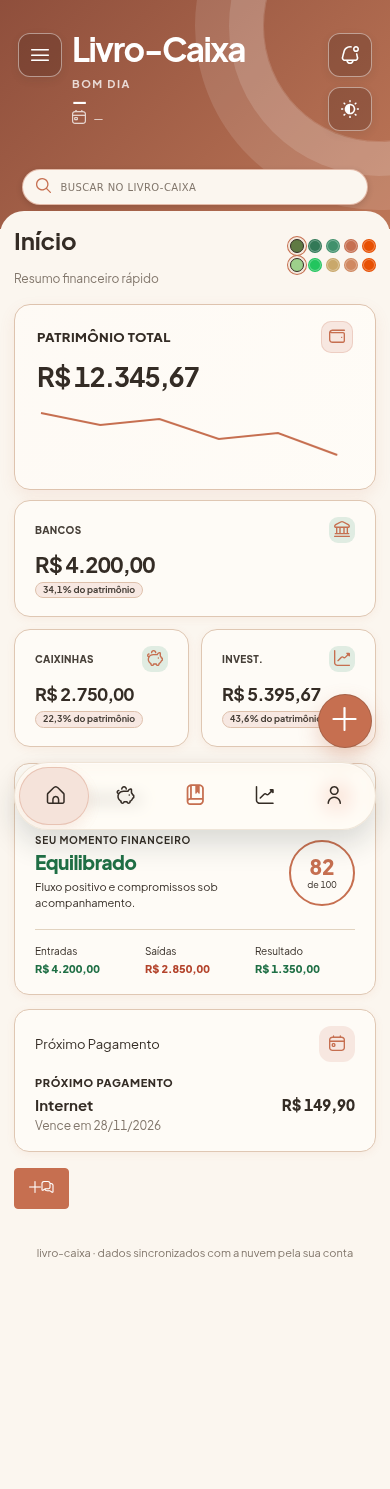 Livro-Caixa
BOM DIA
—
—
BUSCAR NO LIVRO-CAIXA
Início
Resumo financeiro rápido
PATRIMÔNIO TOTAL
R$ 12.345,67
BANCOS
R$ 4.200,00
34,1% do patrimônio
CAIXINHAS
R$ 2.750,00
22,3% do patrimônio
INVEST.
R$ 5.395,67
43,6% do patrimônio
SEU MOMENTO FINANCEIRO
Equilibrado
Fluxo positivo e compromissos sob
acompanhamento.
82
de 100
Entradas Saídas Resultado
R$ 4.200,00 R$ 2.850,00 R$ 1.350,00
Próximo Pagamento
PRÓXIMO PAGAMENTO
Internet R$ 149,90
Vence em 28/11/2026
livro-caixa · dados sincronizados com a nuvem pela sua conta